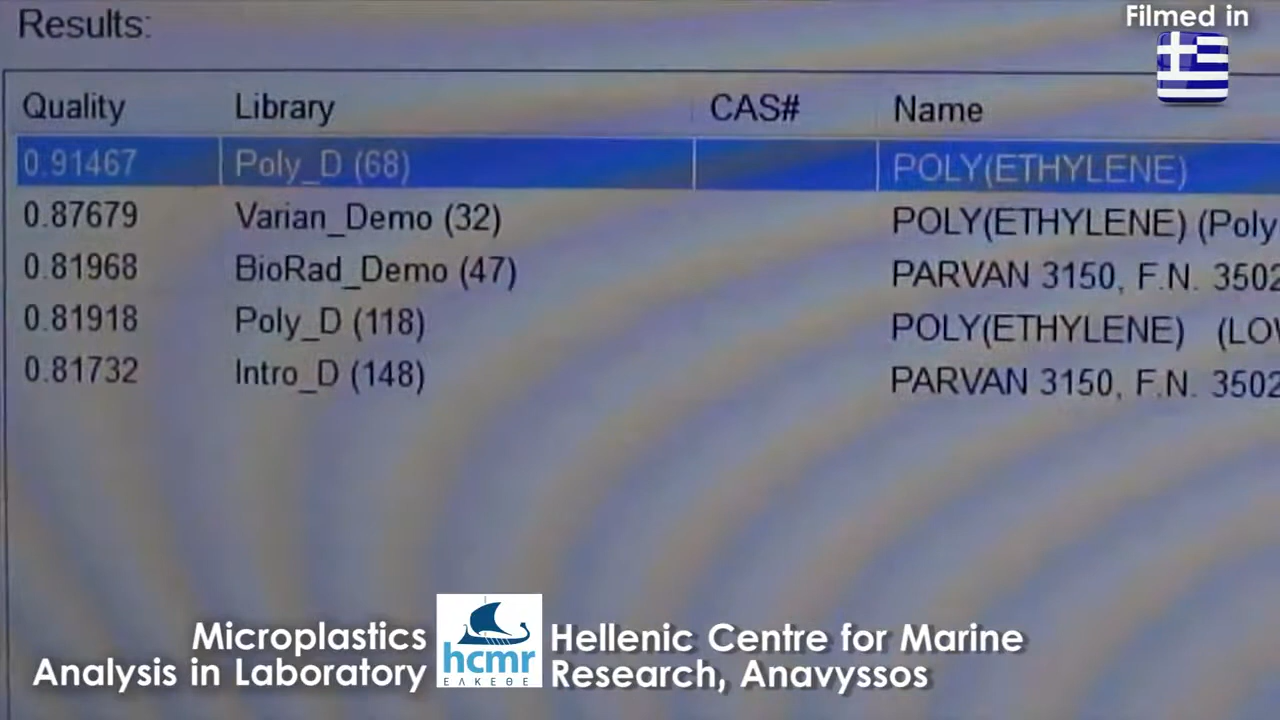 Filmed in
Results:
Quality Library CAS# Name
0.91467 Poly_D (68) POLY(ETHYLENE)
0.87679 Varian_Demo (32) POLY(ETHYLENE) (Poly
0.81968 BioRad_Demo (47) PARVAN 3150, F.N. 3502
0.81918 Poly_D (118) POLY(ETHYLENE) (LOW
0.81732 Intro_D (148) PARVAN 3150, F.N. 3502
Microplastics
Analysis in Laboratory
hcmr
ΕΛΚΕΘΕ
Hellenic Centre for Marine
Research, Anavyssos